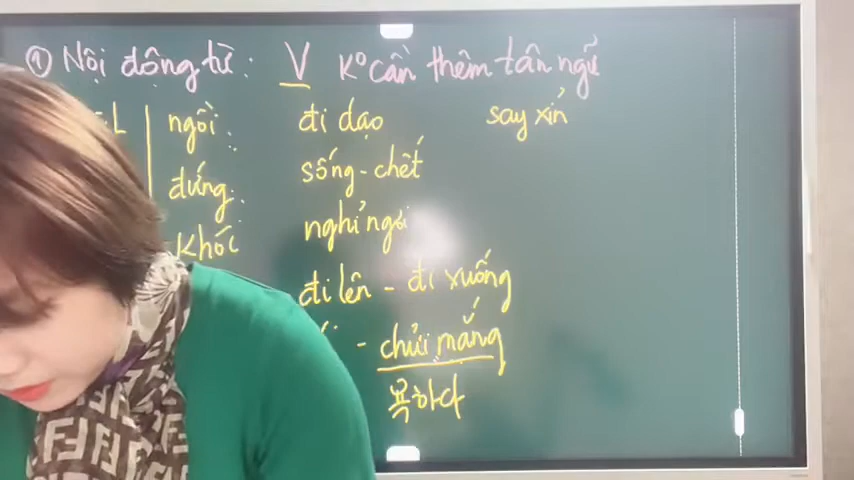 ① Nội động từ : V k° cần thêm tân ngữ
L ngồi. đi dạo say xỉn
đứng. sống - chết
khóc nghỉ ngơi
đi lên - đi xuống
- chửi mắng
욕하다